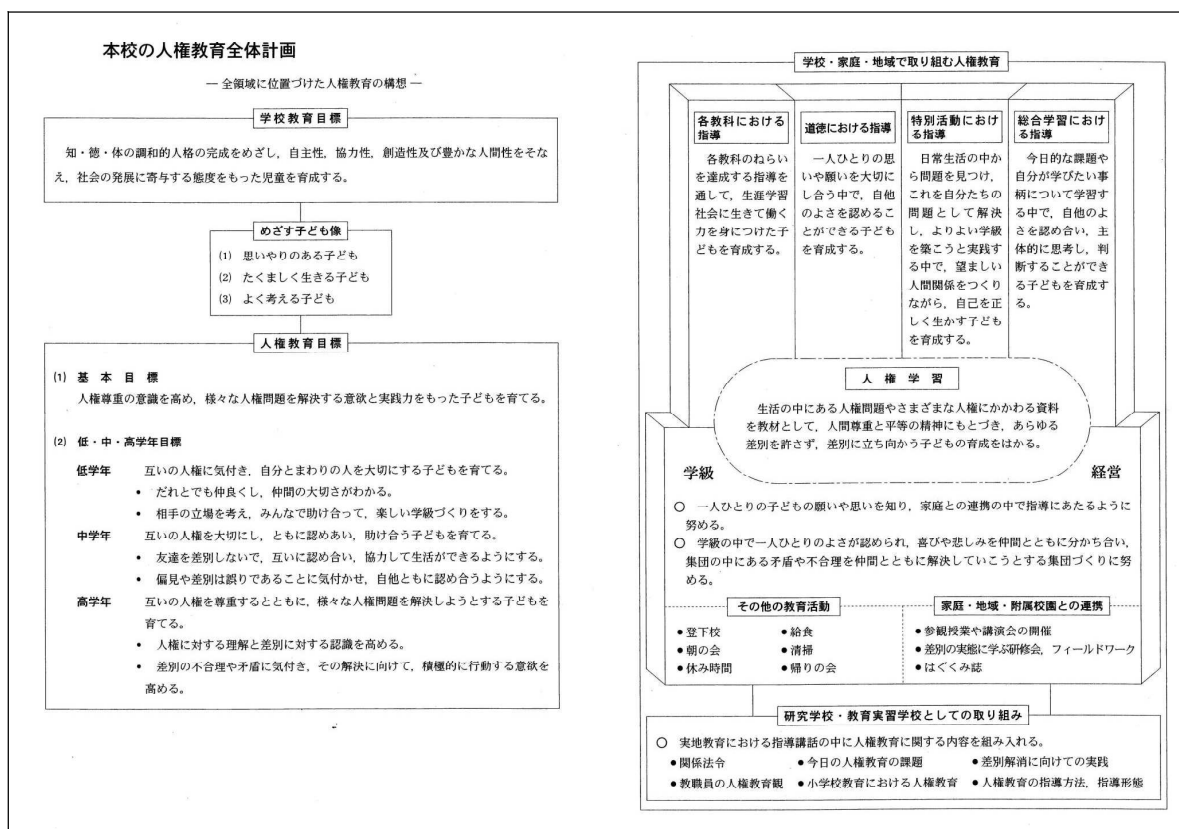 本校の人権教育全体計画
― 全領域に位置づけた人権教育の構想 ―
学校教育目標
知・徳・体の調和的人格の完成をめざし，自主性，協力性，創造性及び豊かな人間性をそな
え，社会の発展に寄与する態度をもった児童を育成する。
めざす子ども像
(1) 思いやりのある子ども
(2) たくましく生きる子ども
(3) よく考える子ども
人権教育目標
(1) 基本目標
人権尊重の意識を高め，様々な人権問題を解決する意欲と実践力をもった子どもを育てる。
(2) 低・中・高学年目標
低学年 互いの人権に気付き，自分とまわりの人を大切にする子どもを育てる。
• だれとでも仲良くし，仲間の大切さがわかる。
• 相手の立場を考え，みんなで助け合って，楽しい学級づくりをする。
中学年 互いの人権を大切にし，ともに認めあい，助け合う子どもを育てる。
• 友達を差別しないで，互いに認め合い，協力して生活ができるようにする。
• 偏見や差別は誤りであることに気付かせ，自他ともに認め合うようにする。
高学年 互いの人権を尊重するとともに，様々な人権問題を解決しようとする子どもを
育てる。
• 人権に対する理解と差別に対する認識を高める。
• 差別の不合理や矛盾に気付き，その解決に向けて，積極的に行動する意欲を
高める。
学校・家庭・地域で取り組む人権教育
各教科における
指導
各教科のねらい
を達成する指導を
通して，生涯学習
社会に生きて働く
力を身につけた子
どもを育成する。
道徳における指導
一人ひとりの思
いや願いを大切に
し合う中で，自他
のよさを認めるこ
とができる子ども
を育成する。
特別活動におけ
る指導
日常生活の中か
ら問題を見つけ，
これを自分たちの
問題として解決
し，よりよい学級
を築こうと実践す
る中で，望ましい
人間関係をつくり
ながら，自己を正
しく生かす子ども
を育成する。
総合学習におけ
る指導
今日的な課題や
自分が学びたい事
柄について学習す
る中で，自他のよ
さを認め合い，主
体的に思考し，判
断することができ
る子どもを育成す
る。
人権学習
生活の中にある人権問題やさまざまな人権にかかわる資料
を教材として，人間尊重と平等の精神にもとづき，あらゆる
差別を許さず，差別に立ち向かう子どもの育成をはかる。
学級 経営
○ 一人ひとりの子どもの願いや思いを知り，家庭との連携の中で指導にあたるように
努める。
○ 学級の中で一人ひとりのよさが認められ，喜びや悲しみを仲間とともに分かち合い，
集団の中にある矛盾や不合理を仲間とともに解決していこうとする集団づくりに努
める。
その他の教育活動
● 登下校 ● 給食
● 朝の会 ● 清掃
● 休み時間 ● 帰りの会
家庭・地域・附属校園との連携
● 参観授業や講演会の開催
● 差別の実態に学ぶ研修会，フィールドワーク
● はぐくみ誌
研究学校・教育実習学校としての取り組み
○ 実地教育における指導講話の中に人権教育に関する内容を組み入れる。
● 関係法令 ● 今日の人権教育の課題 ● 差別解消に向けての実践
● 教職員の人権教育観 ● 小学校教育における人権教育 ● 人権教育の指導方法，指導形態